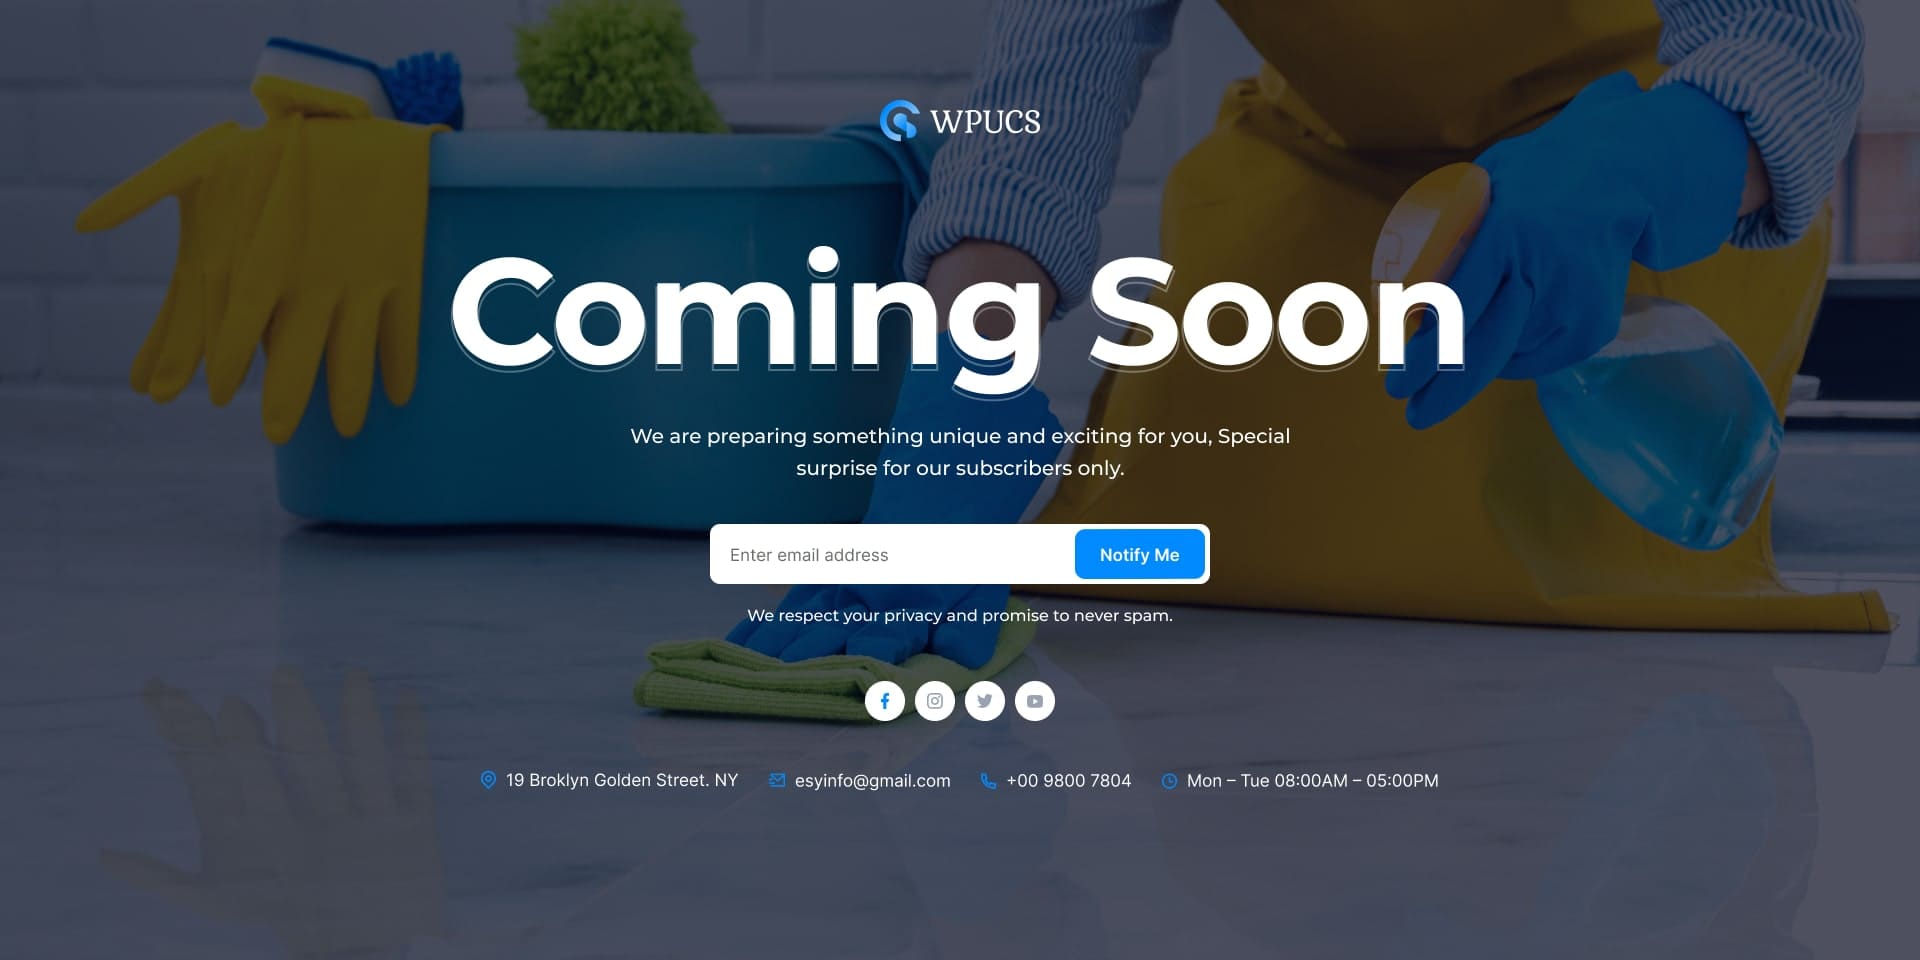 WPUCS
Coming Soon
We are preparing something unique and exciting for you, Special
surprise for our subscribers only.
Enter email address
Notify Me
We respect your privacy and promise to never spam.
19 Broklyn Golden Street. NY
esyinfo@gmail.com
+00 9800 7804
Mon – Tue 08:00AM – 05:00PM